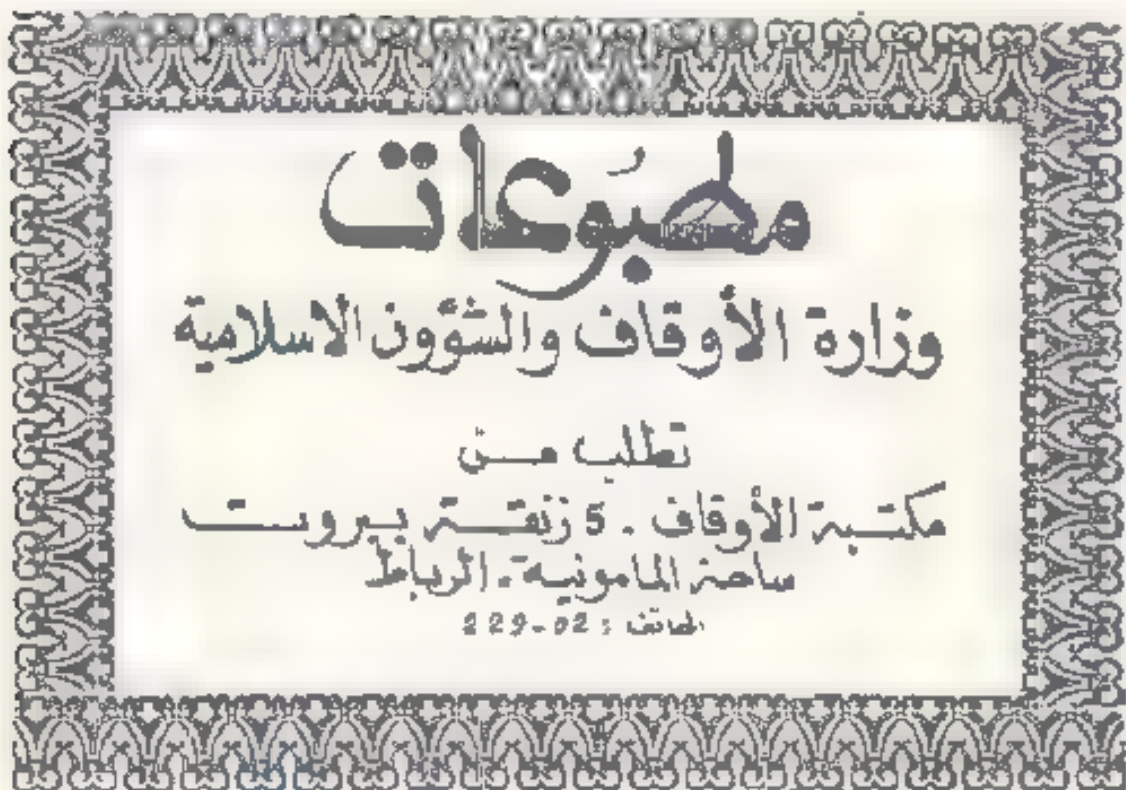 مطبوعات
وزارة الأوقاف والشؤون الاسلامية
تطلب من
مكتبة الأوقاف . 5 زنقة بيروت
ساحة المامونية - الرباط
الهاتف : 02-229